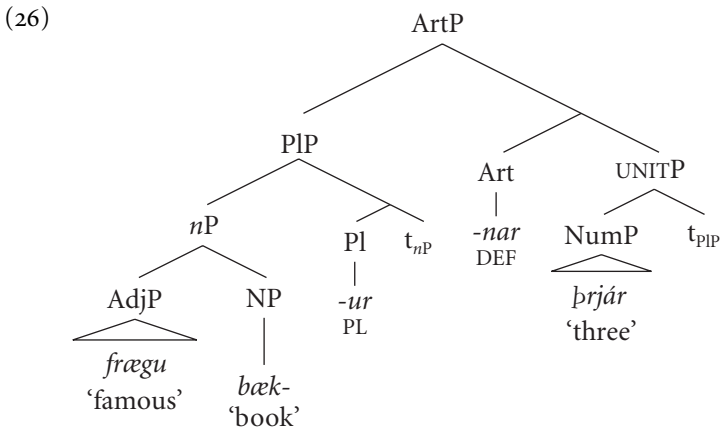 (26)
ArtP
PlP
Art
UNITP
nP
Pl
t_nP
-nar
DEF
NumP
t_PlP
AdjP
NP
-ur
PL
þrjár
‘three’
frægu
‘famous’
bæk-
‘book’